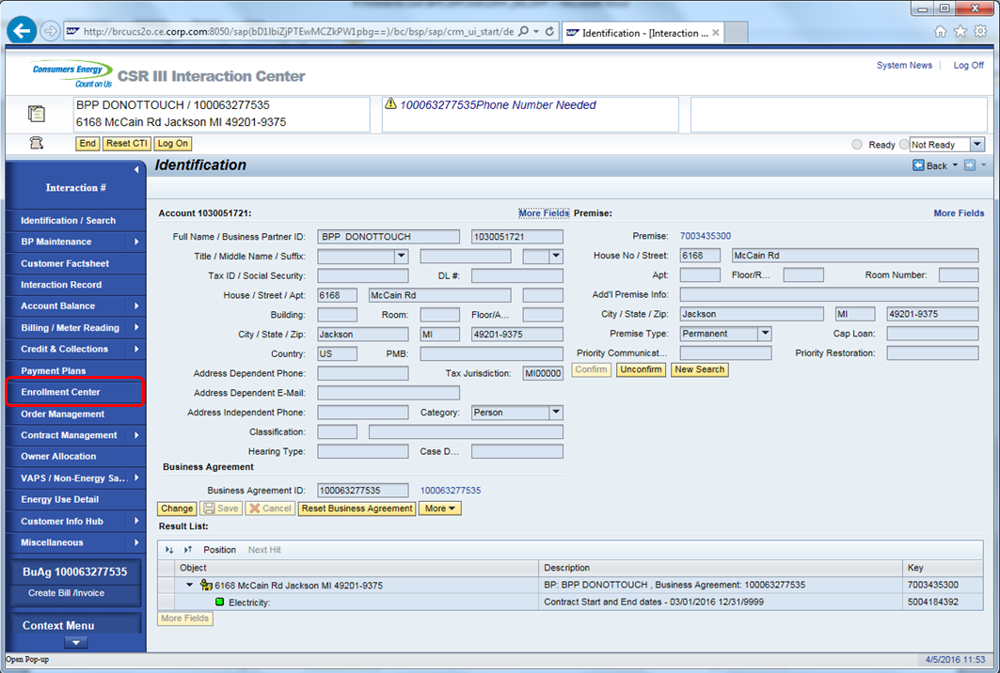 http://brcucs2o.ce.corp.com:8050/sap(bD1lbiZjPTEwMCZkPW1pbg==)/bc/bsp/sap/crm_ui_start/de
Identification - [Interaction ...
Consumers Energy
Count on Us
CSR III Interaction Center
System News
Log Off
BPP DONOTTOUCH / 100063277535
6168 McCain Rd Jackson MI 49201-9375
100063277535Phone Number Needed
End Reset CTI Log On
Ready Not Ready
Interaction #
Identification / Search
BP Maintenance
Customer Factsheet
Interaction Record
Account Balance
Billing / Meter Reading
Credit & Collections
Payment Plans
Enrollment Center
Order Management
Contract Management
Owner Allocation
VAPS / Non-Energy Sa...
Energy Use Detail
Customer Info Hub
Miscellaneous
BuAg 100063277535
Create Bill /Invoice
Context Menu
Identification
Back
Account 1030051721: More Fields
Full Name / Business Partner ID: BPP DONOTTOUCH 1030051721
Title / Middle Name / Suffix:
Tax ID / Social Security: DL #:
House / Street / Apt: 6168 McCain Rd
Building: Room: Floor/A...
City / State / Zip: Jackson MI 49201-9375
Country: US PMB:
Address Dependent Phone: Tax Jurisdiction: MI00000
Address Dependent E-Mail:
Address Independent Phone: Category: Person
Classification:
Hearing Type: Case D...
Premise: More Fields
Premise: 7003435300
House No / Street: 6168 McCain Rd
Apt: Floor/R... Room Number:
Add'l Premise Info:
City / State / Zip: Jackson MI 49201-9375
Premise Type: Permanent Cap Loan:
Priority Communicat... Priority Restoration:
Confirm Unconfirm New Search
Business Agreement
Business Agreement ID: 100063277535 100063277535
Change Save Cancel Reset Business Agreement More
Result List:
Position Next Hit
Object Description Key
6168 McCain Rd Jackson MI 49201-9375 BP: BPP DONOTTOUCH , Business Agreement: 100063277535 7003435300
Electricity: Contract Start and End dates - 03/01/2016 12/31/9999 5004184392
More Fields
Open Pop-up
4/5/2016 11:53